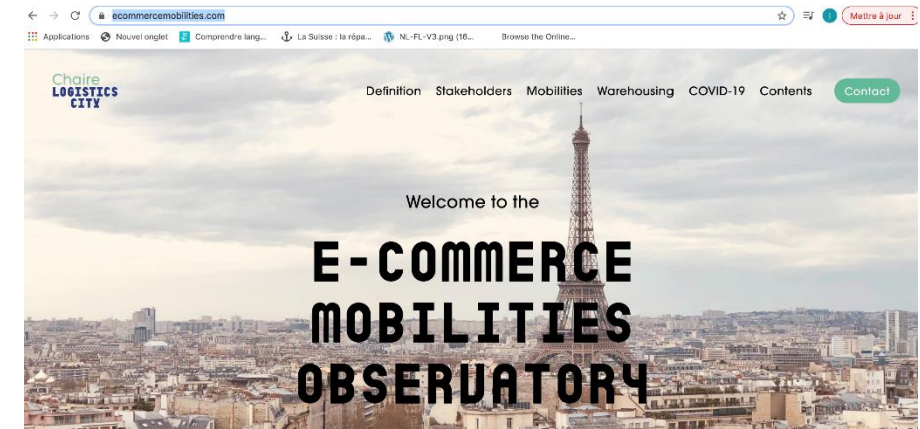 ecommercemobilities.com
Mettre à jour
Applications Nouvel onglet Comprendre lang... La Suisse : la répa... NL-FL-V3.png (16... Browse the Online...
Chaire
LOGISTICS
CITY
Definition Stakeholders Mobilities Warehousing COVID-19 Contents Contact
Welcome to the
E-COMMERCE
MOBILITIES
OBSERVATORY